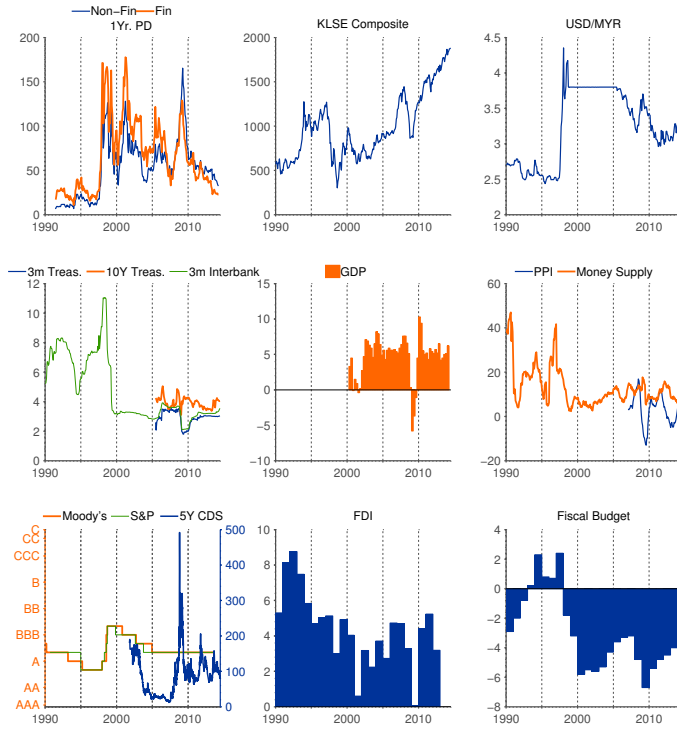 Non−Fin Fin
1Yr. PD
200
150
100
50
0
1990 2000 2010
KLSE Composite
2000
1500
1000
500
0
1990 2000 2010
USD/MYR
4.5
4
3.5
3
2.5
2
1990 2000 2010
3m Treas. 10Y Treas. 3m Interbank
12
10
8
6
4
2
0
1990 2000 2010
GDP
15
10
5
0
−5
−10
1990 2000 2010
PPI Money Supply
60
40
20
0
−20
1990 2000 2010
Moody's S&P 5Y CDS
C
CC
CCC
B
BB
BBB
A
AA
AAA
500
400
300
200
100
0
1990 2000 2010
FDI
10
8
6
4
2
0
1990 2000 2010
Fiscal Budget
4
2
0
−2
−4
−6
−8
1990 2000 2010